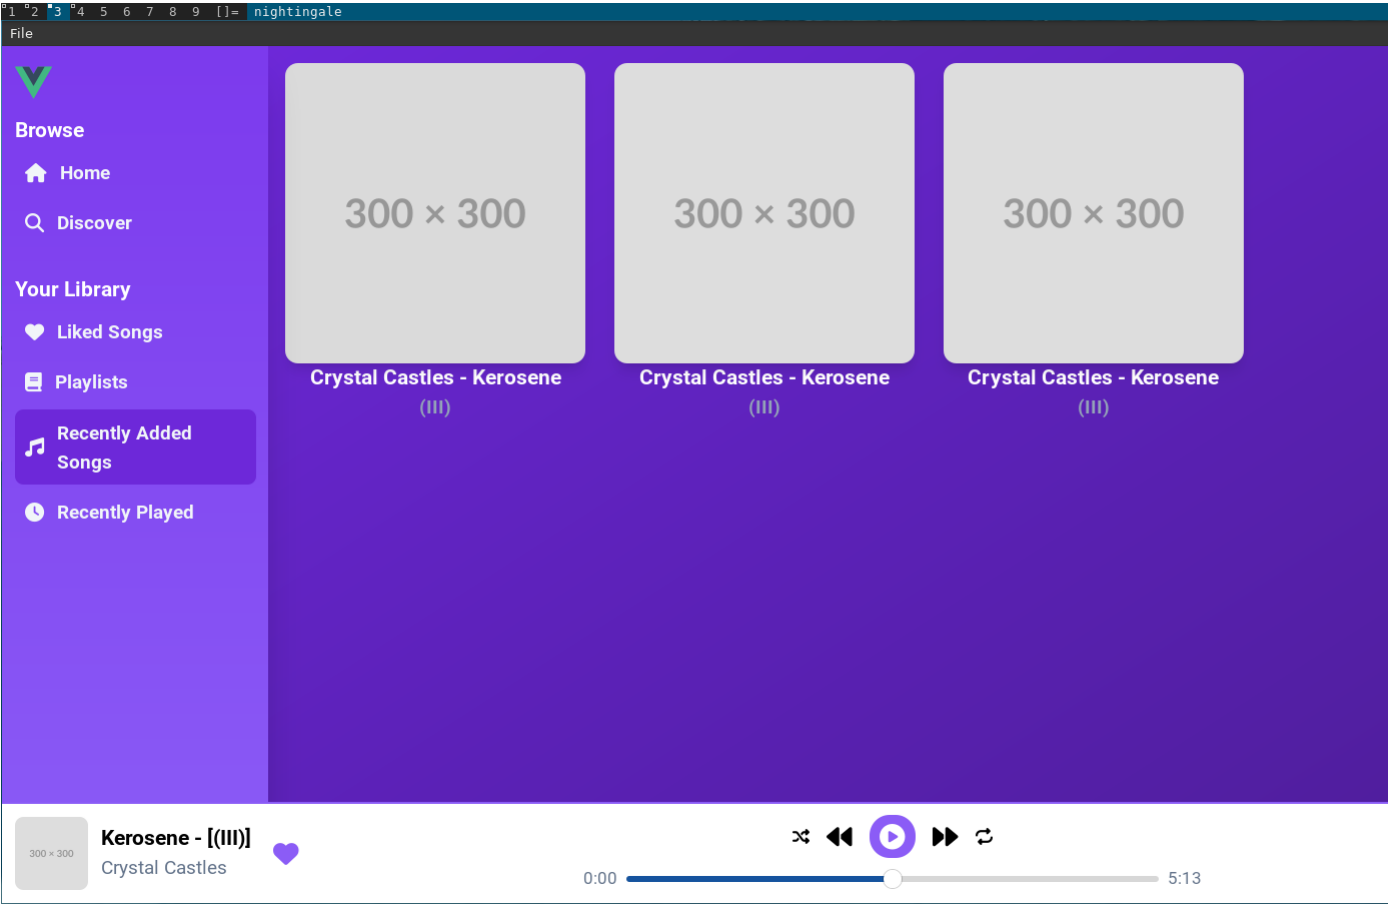 1 2 3 4 5 6 7 8 9 []= nightingale
File
Browse
Home
Discover
Your Library
Liked Songs
Playlists
Recently Added
Songs
Recently Played
300 × 300
Crystal Castles - Kerosene
(III)
300 × 300
Crystal Castles - Kerosene
(III)
300 × 300
Crystal Castles - Kerosene
(III)
300 × 300
Kerosene - [(III)]
Crystal Castles
0:00
5:13